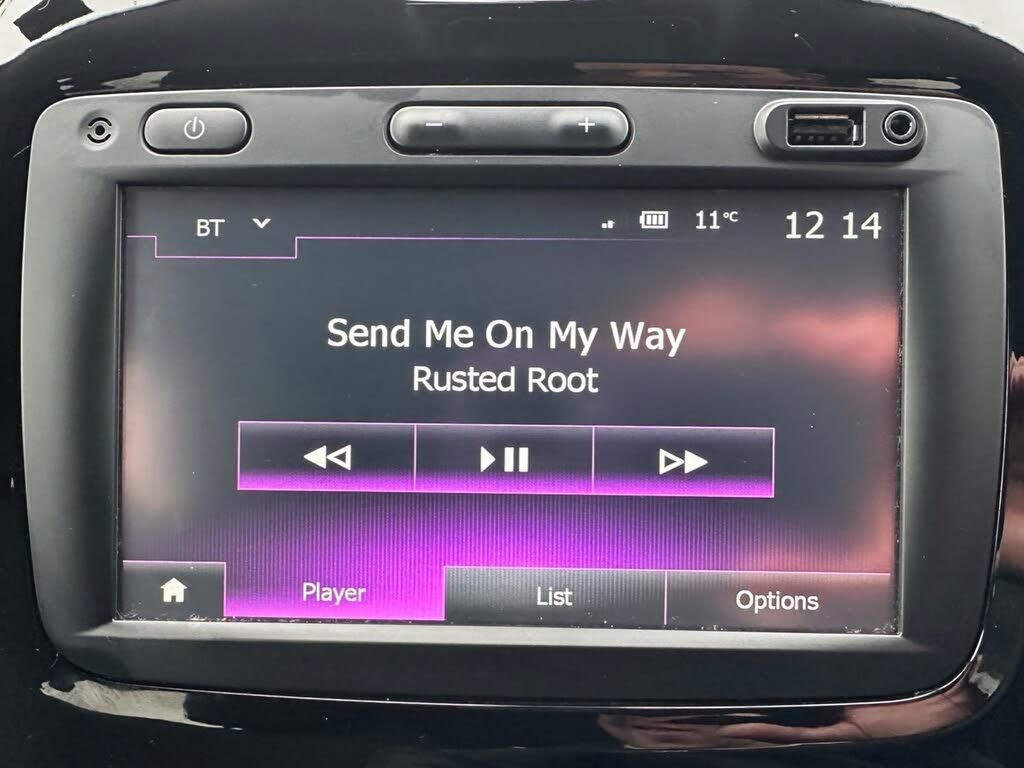 BT
11°C
12 14
Send Me On My Way
Rusted Root
Player
List
Options